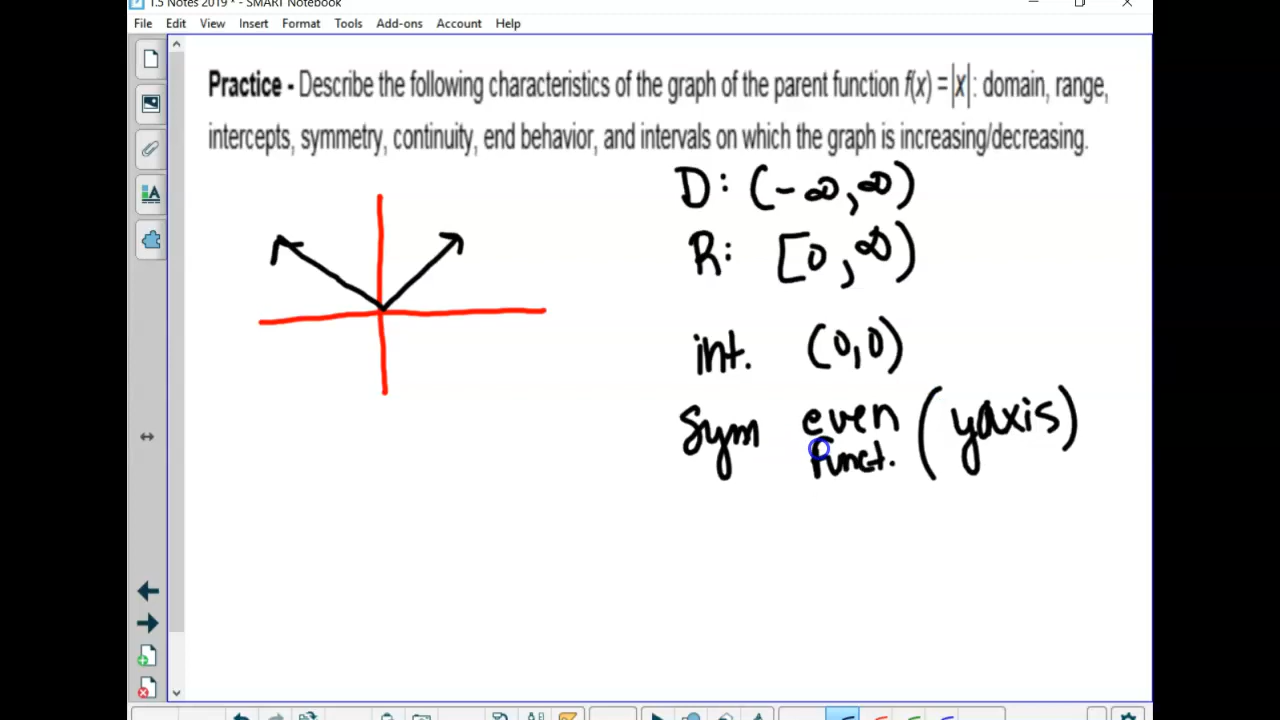 1.5 Notes 2019 * - SMART Notebook
File Edit View Insert Format Tools Add-ons Account Help
Practice - Describe the following characteristics of the graph of the parent function f(x) = |x| : domain, range,
intercepts, symmetry, continuity, end behavior, and intervals on which the graph is increasing/decreasing.
D: (-∞,∞)
R: [0,∞)
int. (0,0)
Sym even (yaxis)
Funct.